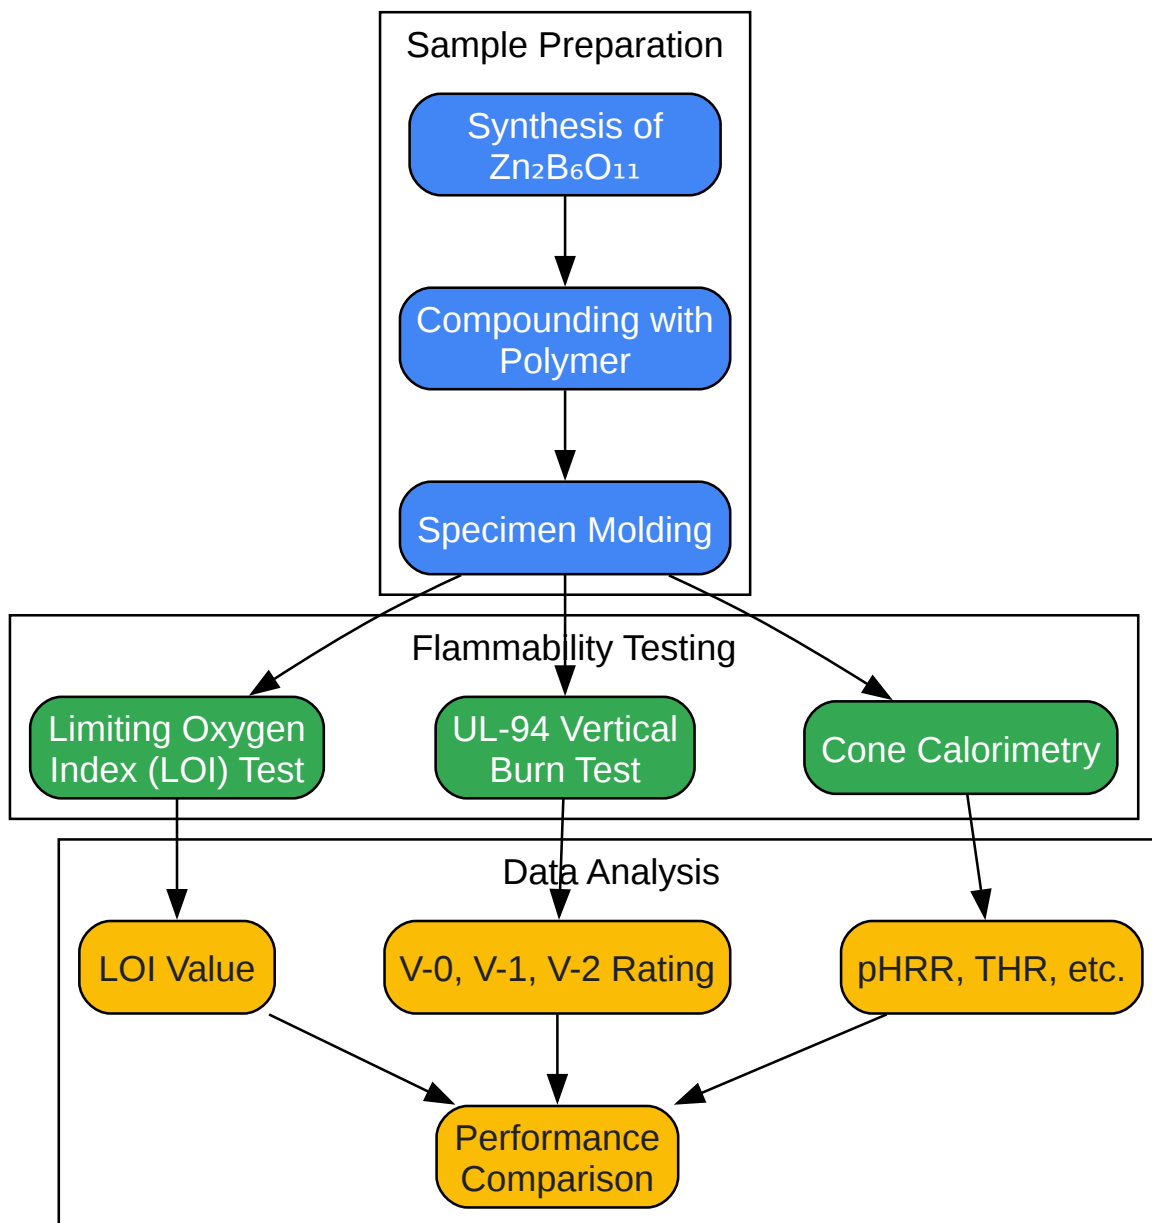 Sample Preparation
Synthesis of
Zn₂B₆O₁₁
Compounding with
Polymer
Specimen Molding
Flammability Testing
Limiting Oxygen
Index (LOI) Test
UL-94 Vertical
Burn Test
Cone Calorimetry
Data Analysis
LOI Value
V-0, V-1, V-2 Rating
pHRR, THR, etc.
Performance
Comparison